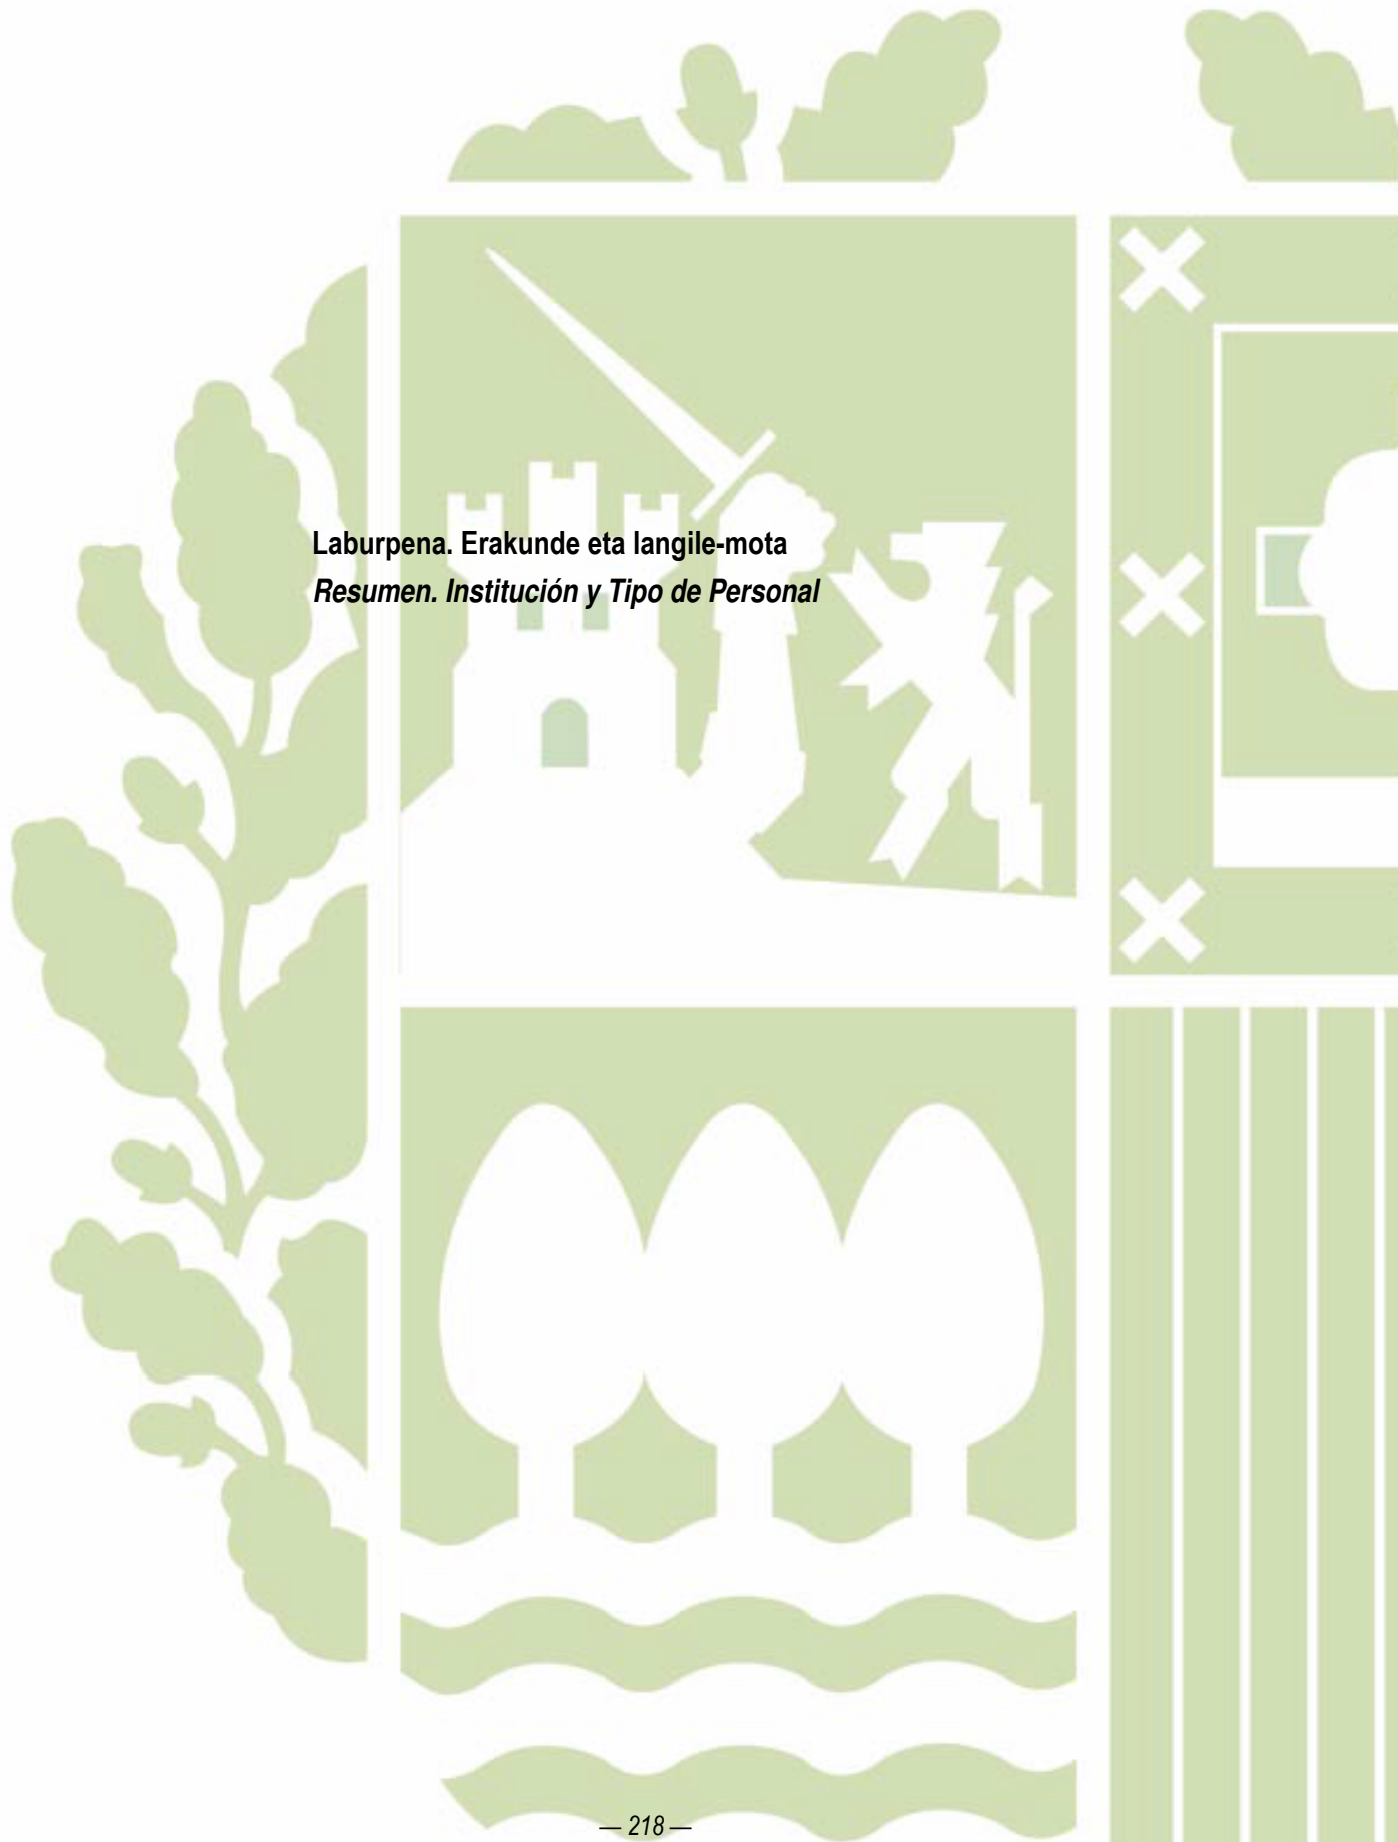 Laburpena. Erakunde eta langile-mota
Resumen. Institución y Tipo de Personal
— 218 —